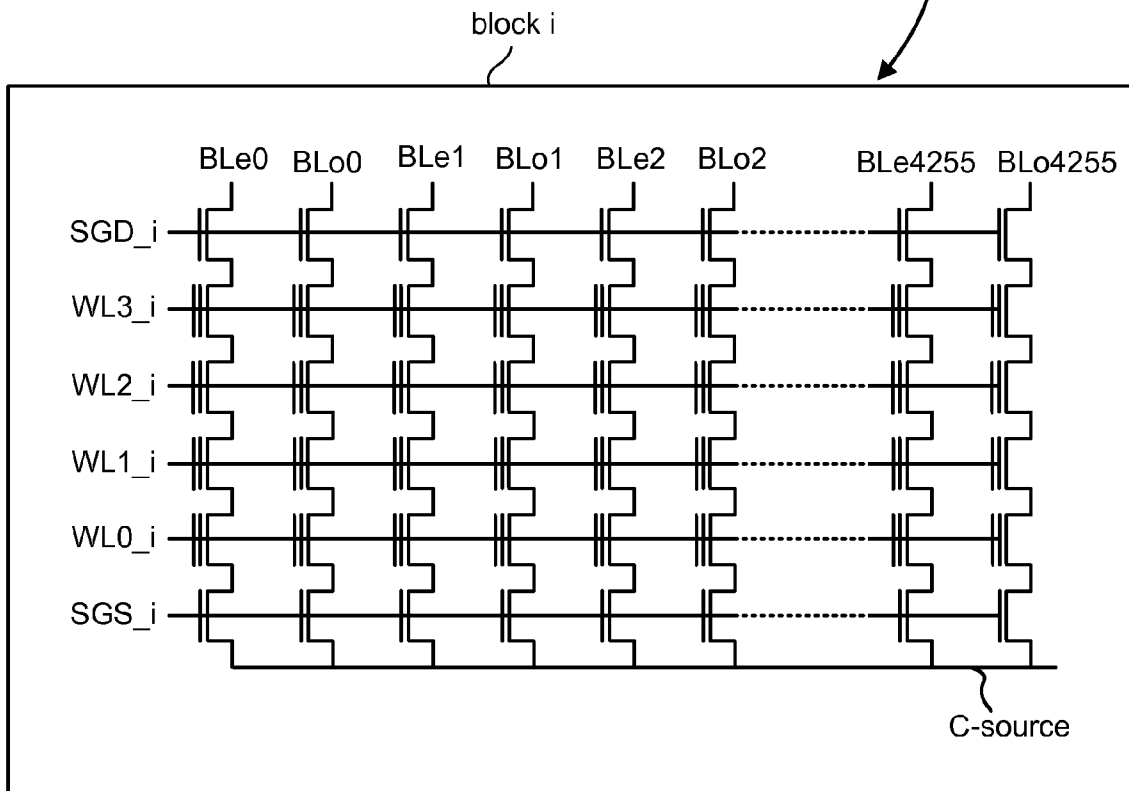 block i
BLe0 BLo0 BLe1 BLo1 BLe2 BLo2 BLe4255 BLo4255
SGD_i
WL3_i
WL2_i
WL1_i
WL0_i
SGS_i
C-source